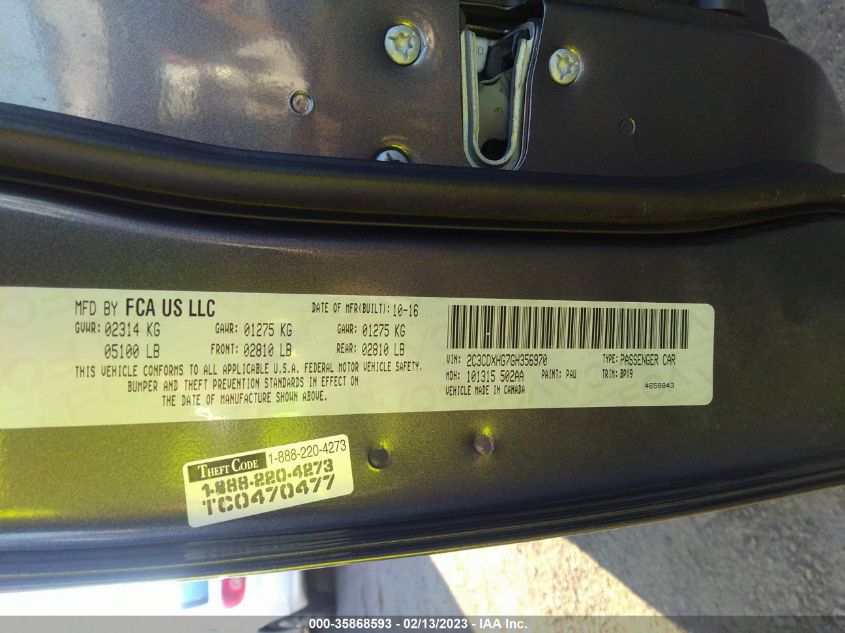 MFD BY FCA US LLC DATE OF MFR(BUILT): 10-16
GVWR: 02314 KG GAWR: 01275 KG GAWR: 01275 KG
05100 LB FRONT: 02810 LB REAR: 02810 LB
THIS VEHICLE CONFORMS TO ALL APPLICABLE U.S.A. FEDERAL MOTOR VEHICLE SAFETY,
BUMPER AND THEFT PREVENTION STANDARDS IN EFFECT ON
THE DATE OF MANUFACTURE SHOWN ABOVE.
VIN: 2C3CDXHG7GH356970 TYPE: PASSENGER CAR
MDH: 101315 502AA PAINT: PAU TRIM: BPX9
VEHICLE MADE IN CANADA 4658843
THEFT CODE 1-888-220-4273
1-888-220-4273
TC0470477
000-35868593 - 02/13/2023 - IAA Inc.